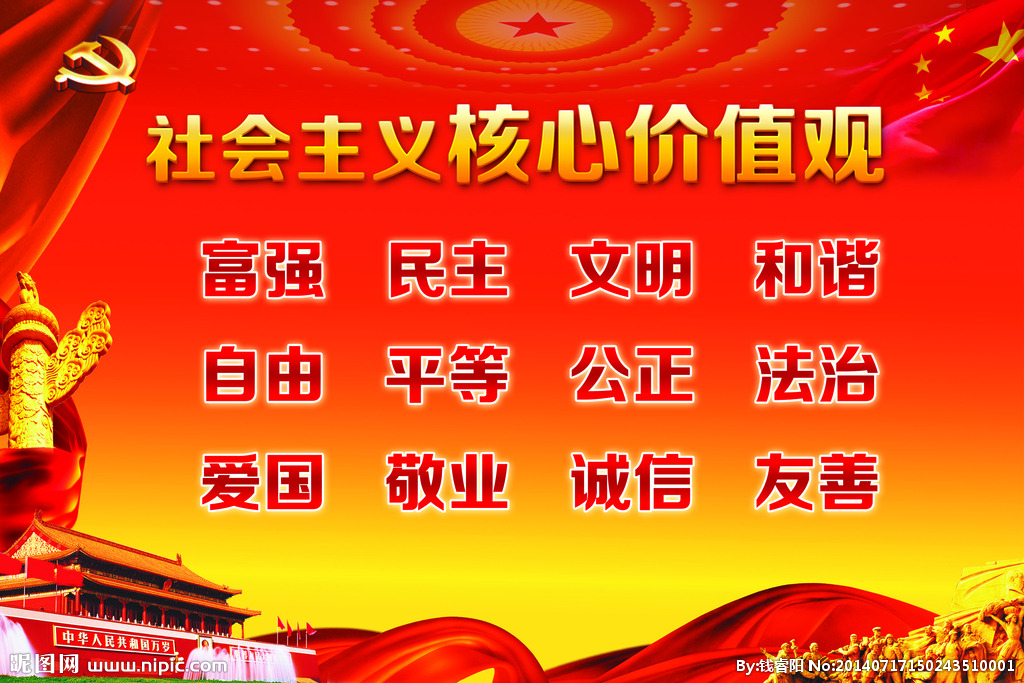 社会主义核心价值观
富强 民主 文明 和谐
自由 平等 公正 法治
爱国 敬业 诚信 友善
中华人民共和国万岁
昵图网 www.nipic.com
By:钱睿阳 No:20140717150243510001